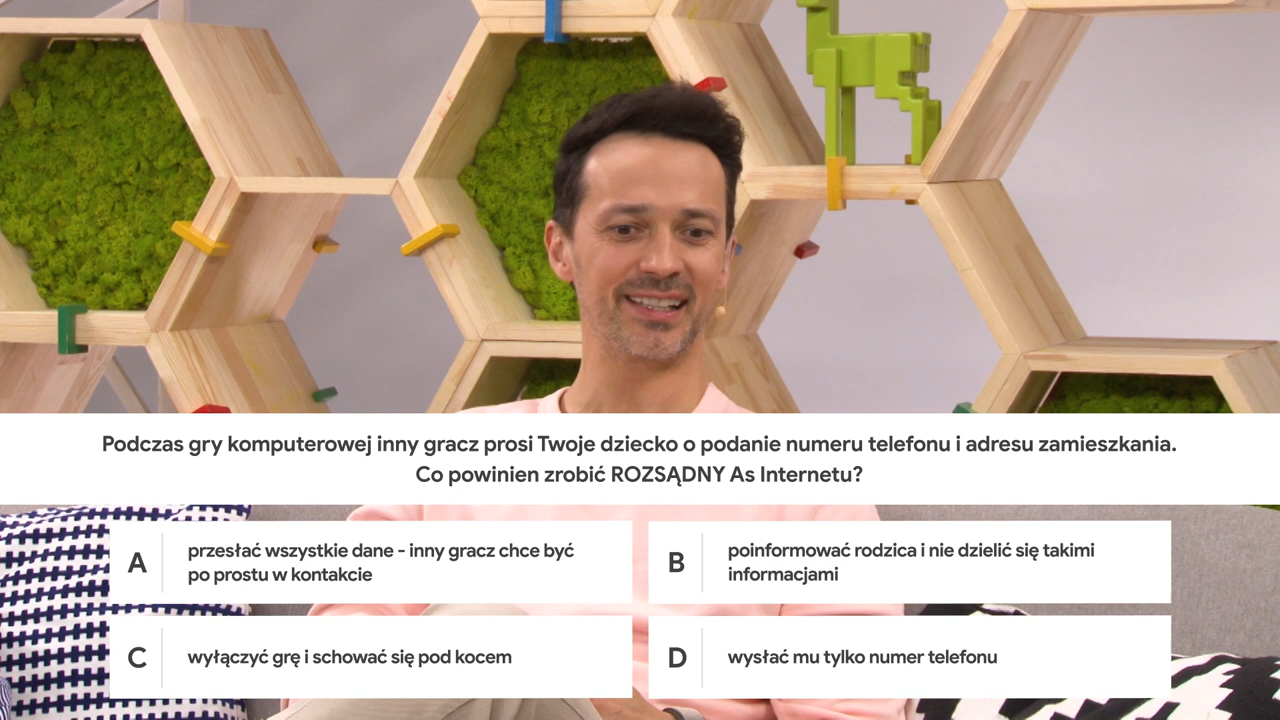 Podczas gry komputerowej inny gracz prosi Twoje dziecko o podanie numeru telefonu i adresu zamieszkania.
Co powinien zrobić ROZSĄDNY As Internetu?
A przesłać wszystkie dane - inny gracz chce być
po prostu w kontakcie
B poinformować rodzica i nie dzielić się takimi
informacjami
C wyłączyć grę i schować się pod kocem
D wysłać mu tylko numer telefonu